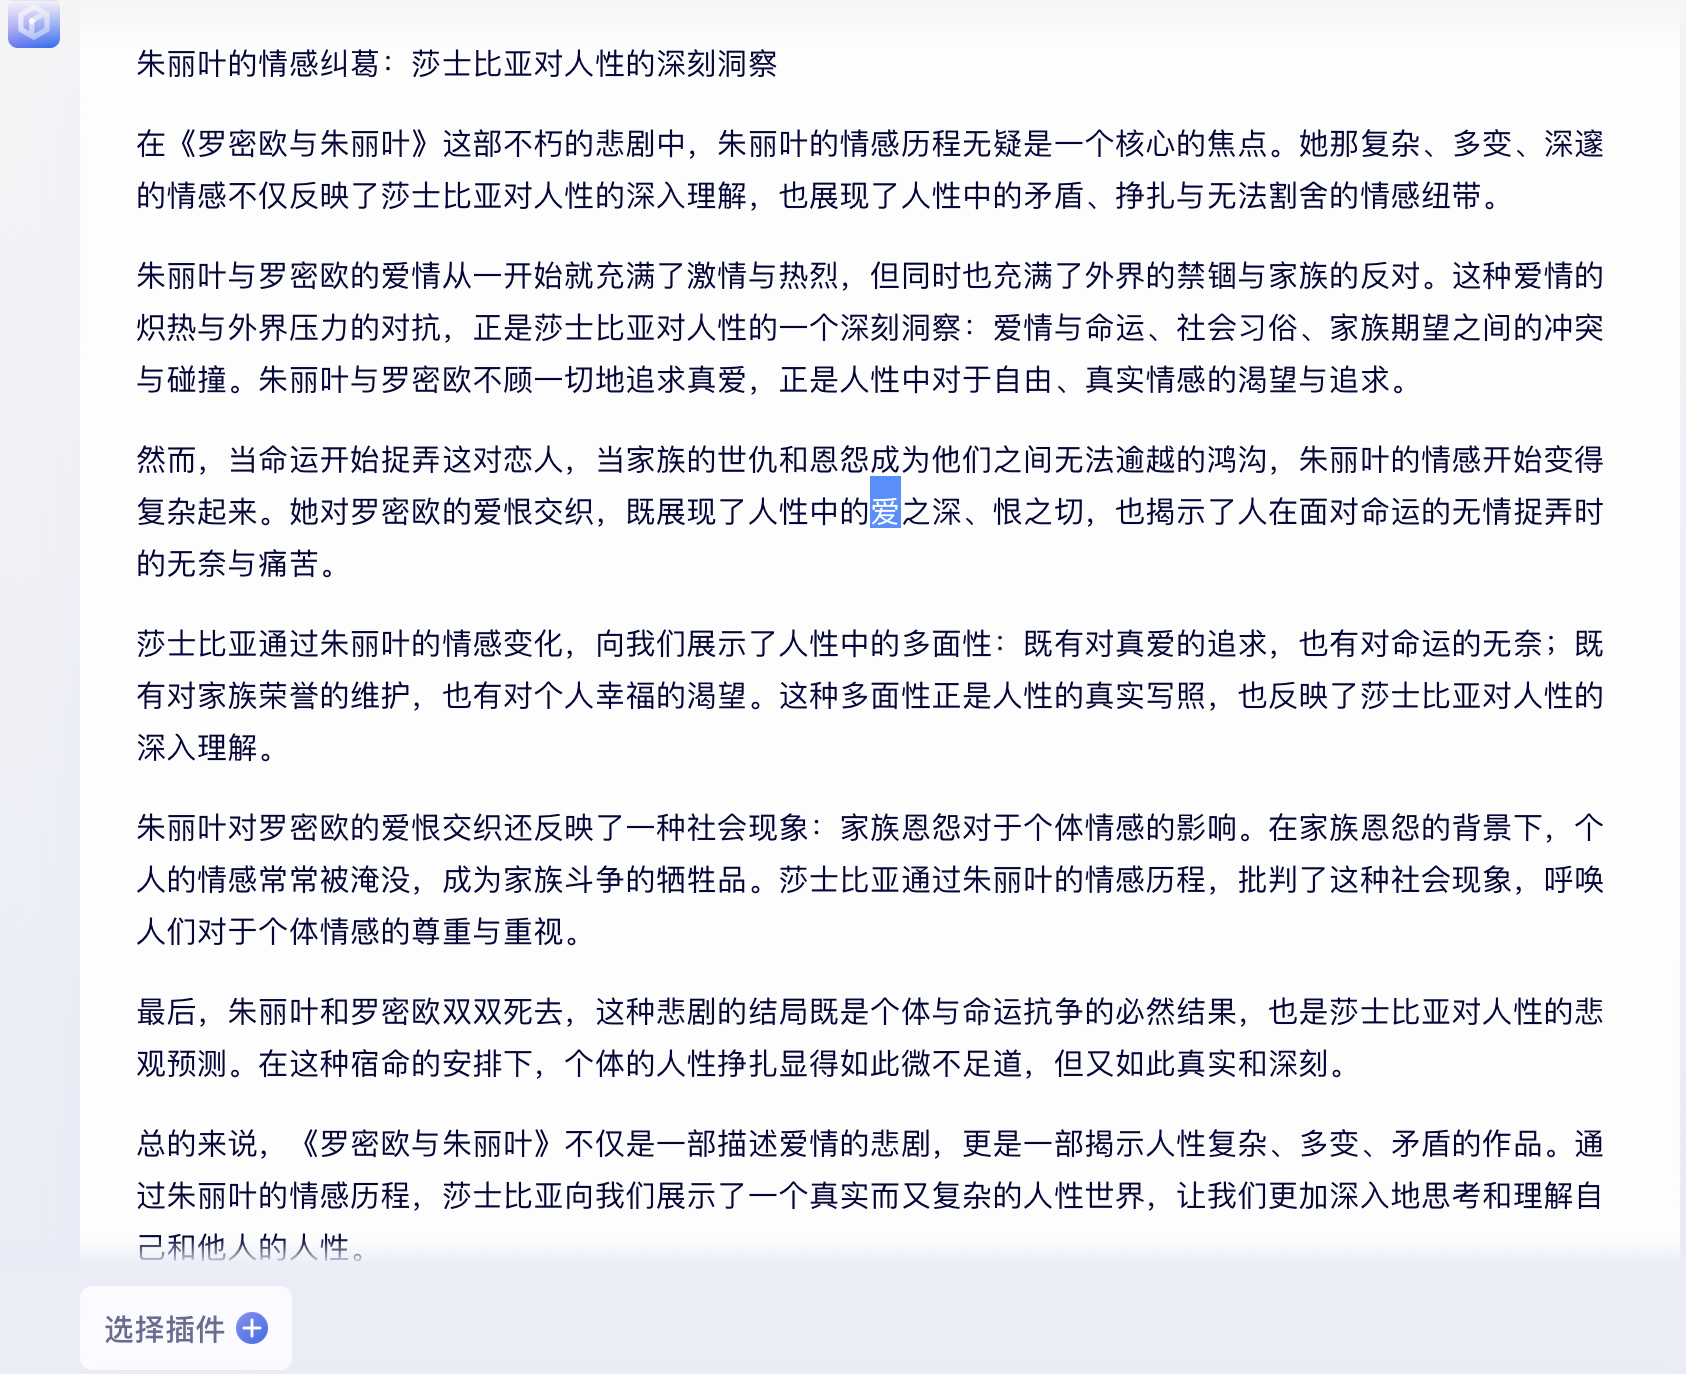 朱丽叶的情感纠葛：莎士比亚对人性的深刻洞察
在《罗密欧与朱丽叶》这部不朽的悲剧中，朱丽叶的情感历程无疑是一个核心的焦点。她那复杂、多变、深邃
的情感不仅反映了莎士比亚对人性的深入理解，也展现了人性中的矛盾、挣扎与无法割舍的情感纽带。
朱丽叶与罗密欧的爱情从一开始就充满了激情与热烈，但同时也充满了外界的禁锢与家族的反对。这种爱情的
炽热与外界压力的对抗，正是莎士比亚对人性的一个深刻洞察：爱情与命运、社会习俗、家族期望之间的冲突
与碰撞。朱丽叶与罗密欧不顾一切地追求真爱，正是人性中对于自由、真实情感的渴望与追求。
然而，当命运开始捉弄这对恋人，当家族的世仇和恩怨成为他们之间无法逾越的鸿沟，朱丽叶的情感开始变得
复杂起来。她对罗密欧的爱恨交织，既展现了人性中的爱之深、恨之切，也揭示了人在面对命运的无情捉弄时
的无奈与痛苦。
莎士比亚通过朱丽叶的情感变化，向我们展示了人性中的多面性：既有对真爱的追求，也有对命运的无奈；既
有对家族荣誉的维护，也有对个人幸福的渴望。这种多面性正是人性的真实写照，也反映了莎士比亚对人性的
深入理解。
朱丽叶对罗密欧的爱恨交织还反映了一种社会现象：家族恩怨对于个体情感的影响。在家族恩怨的背景下，个
人的情感常常被淹没，成为家族斗争的牺牲品。莎士比亚通过朱丽叶的情感历程，批判了这种社会现象，呼唤
人们对于个体情感的尊重与重视。
最后，朱丽叶和罗密欧双双死去，这种悲剧的结局既是个体与命运抗争的必然结果，也是莎士比亚对人性的悲
观预测。在这种宿命的安排下，个体的人性挣扎显得如此微不足道，但又如此真实和深刻。
总的来说，《罗密欧与朱丽叶》不仅是一部描述爱情的悲剧，更是一部揭示人性复杂、多变、矛盾的作品。通
过朱丽叶的情感历程，莎士比亚向我们展示了一个真实而又复杂的人性世界，让我们更加深入地思考和理解自
己和他人的人性。
选择插件